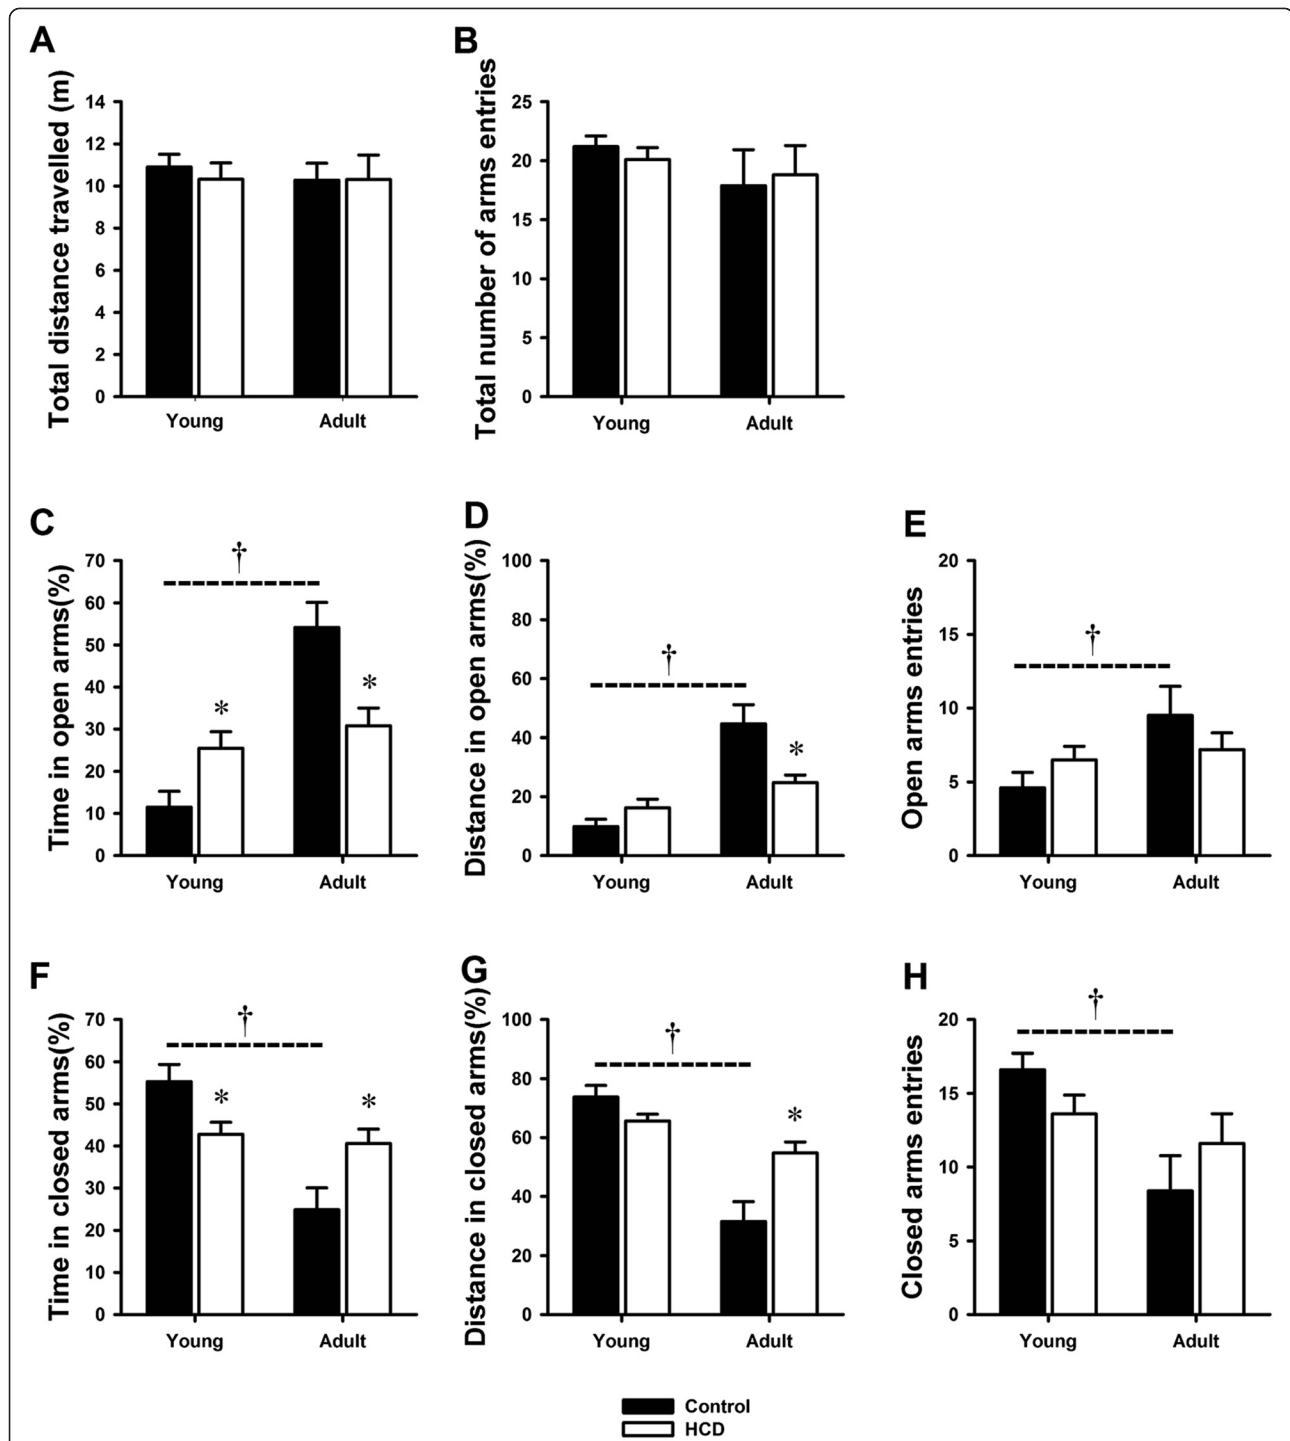 A
Total distance travelled (m)
14
12
10
8
6
4
2
0
Young Adult
B
Total number of arms entries
25
20
15
10
5
0
Young Adult
C
Time in open arms(%)
70
60
50
40
30
20
10
0
†
*
*
Young Adult
D
Distance in open arms(%)
100
80
60
40
20
0
†
*
Young Adult
E
Open arms entries
20
15
10
5
0
†
Young Adult
F
Time in closed arms(%)
70
60
50
40
30
20
10
0
†
*
*
Young Adult
G
Distance in closed arms(%)
100
80
60
40
20
0
†
*
Young Adult
H
Closed arms entries
20
15
10
5
0
†
Young Adult
Control
HCD